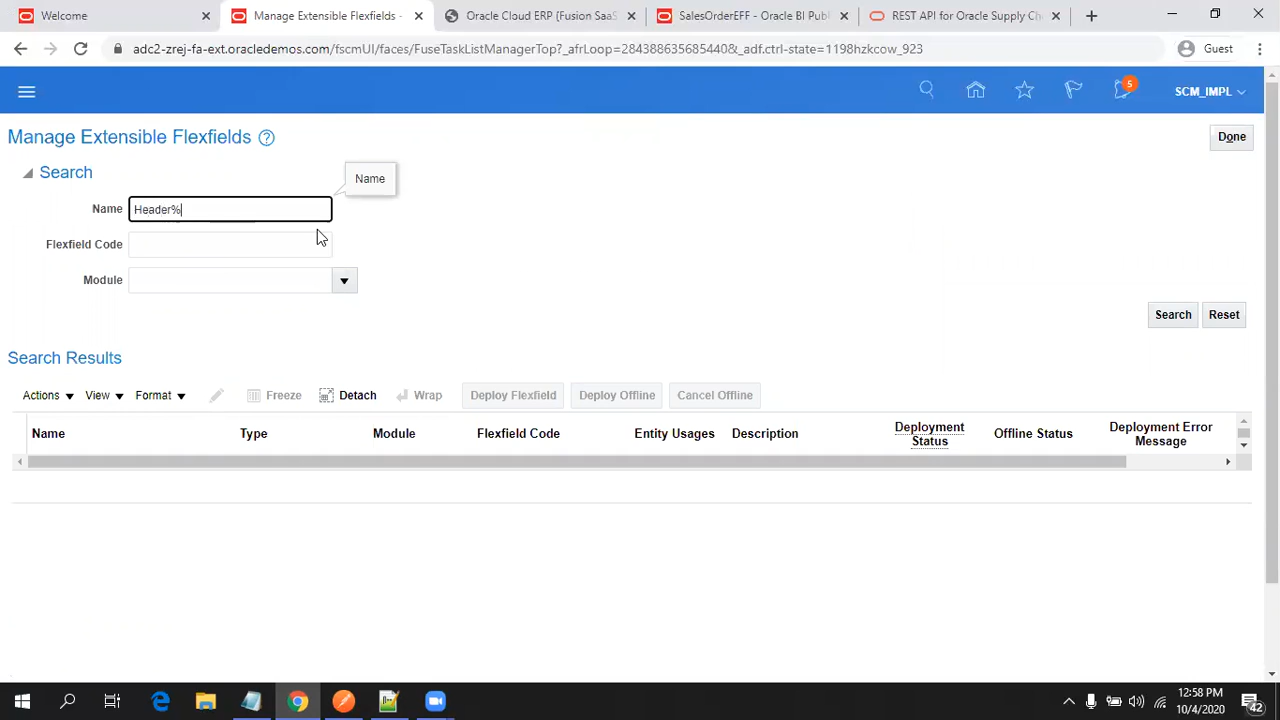 Welcome
Manage Extensible Flexfields -
Oracle Cloud ERP (Fusion SaaS
SalesOrderEFF - Oracle BI Publ
REST API for Oracle Supply Ch
adc2-zrej-fa-ext.oracledemos.com/fscmUI/faces/FuseTaskListManagerTop?_afrLoop=2843886356854440&_adf.ctrl-state=1198hzkcow_923
Guest
5
SCM_IMPL
Manage Extensible Flexfields
Done
Search
Name
Name Header%
Flexfield Code
Module
Search Reset
Search Results
Actions View Format Freeze Detach Wrap Deploy Flexfield Deploy Offline Cancel Offline
Name Type Module Flexfield Code Entity Usages Description Deployment Status Offline Status Deployment Error Message
12:58 PM
10/4/2020
42